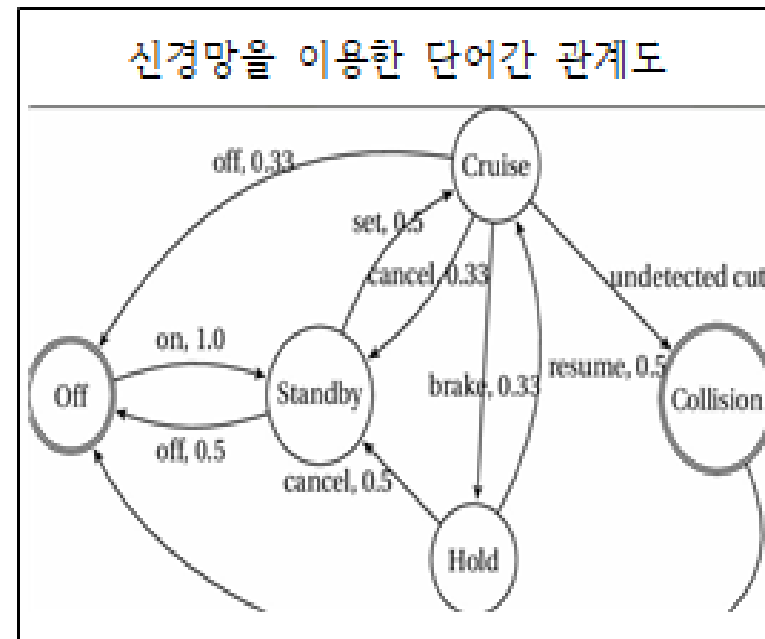 신경망을 이용한 단어간 관계도
Cruise
off, 0.33
set, 0.5
cancel, 0.33
undetected cut
on, 1.0
resume, 0.5
brake, 0.33
Off
Standby
Collision
off, 0.5
cancel, 0.5
Hold